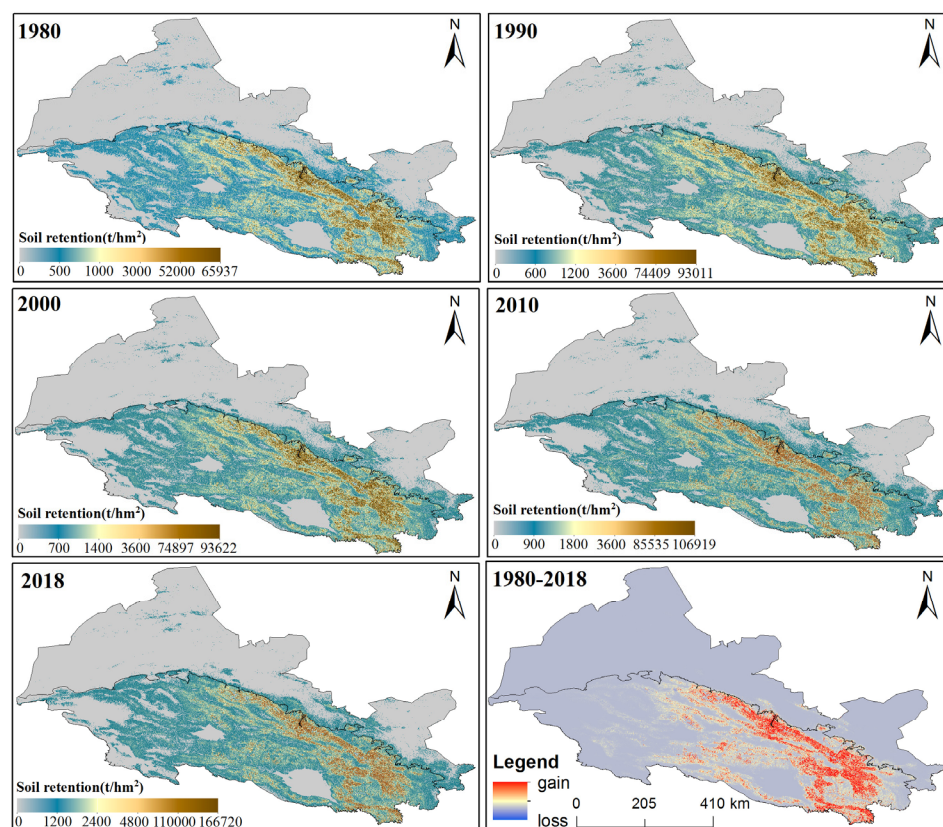 1980
N
Soil retention(t/hm²)
0 500 1000 3000 52000 65937
1990
N
Soil retention(t/hm²)
0 600 1200 3600 74409 93011
2000
N
Soil retention(t/hm²)
0 700 1400 3600 74897 93622
2010
N
Soil retention(t/hm²)
0 900 1800 3600 85535 106919
2018
N
Soil retention(t/hm²)
0 1200 2400 4800 110000 166720
1980-2018
N
Legend
gain
loss
0 205 410 km